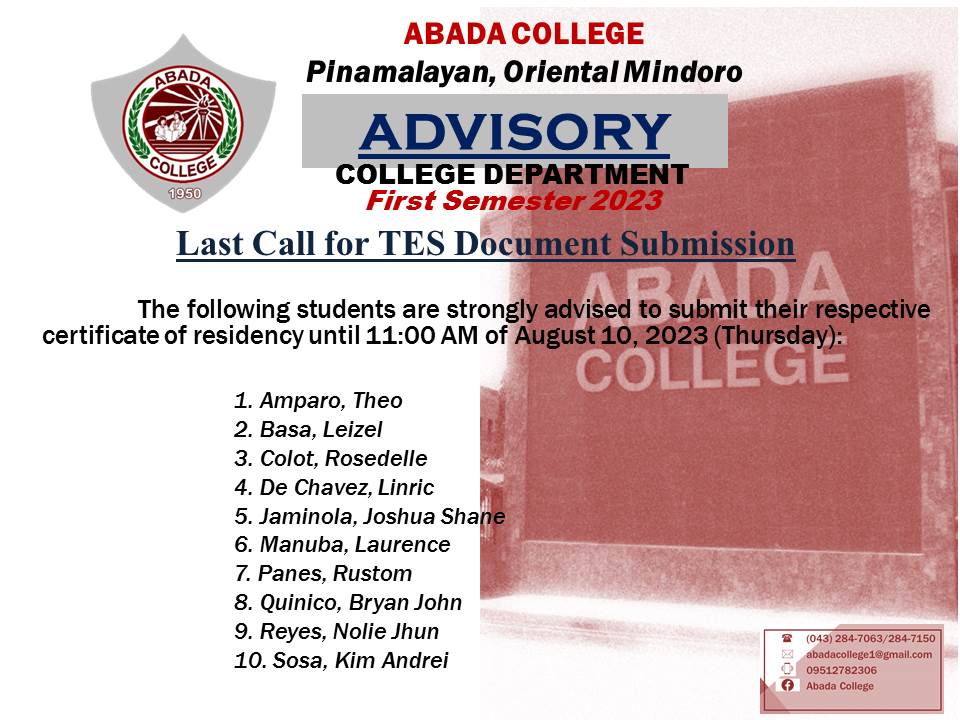 ABADA COLLEGE
Pinamalayan, Oriental Mindoro
ABADA
COLLEGE
1950
ADVISORY
COLLEGE DEPARTMENT
First Semester 2023
Last Call for TES Document Submission
The following students are strongly advised to submit their respective
certificate of residency until 11:00 AM of August 10, 2023 (Thursday):
ABADA
COLLEGE
1. Amparo, Theo
2. Basa, Leizel
3. Colot, Rosedelle
4. De Chavez, Linric
5. Jaminola, Joshua Shane
6. Manuba, Laurence
7. Panes, Rustom
8. Quinico, Bryan John
9. Reyes, Nolie Jhun
10. Sosa, Kim Andrei
(043) 284-7063/284-7150
abadacollege1@gmail.com
09512782306
Abada College